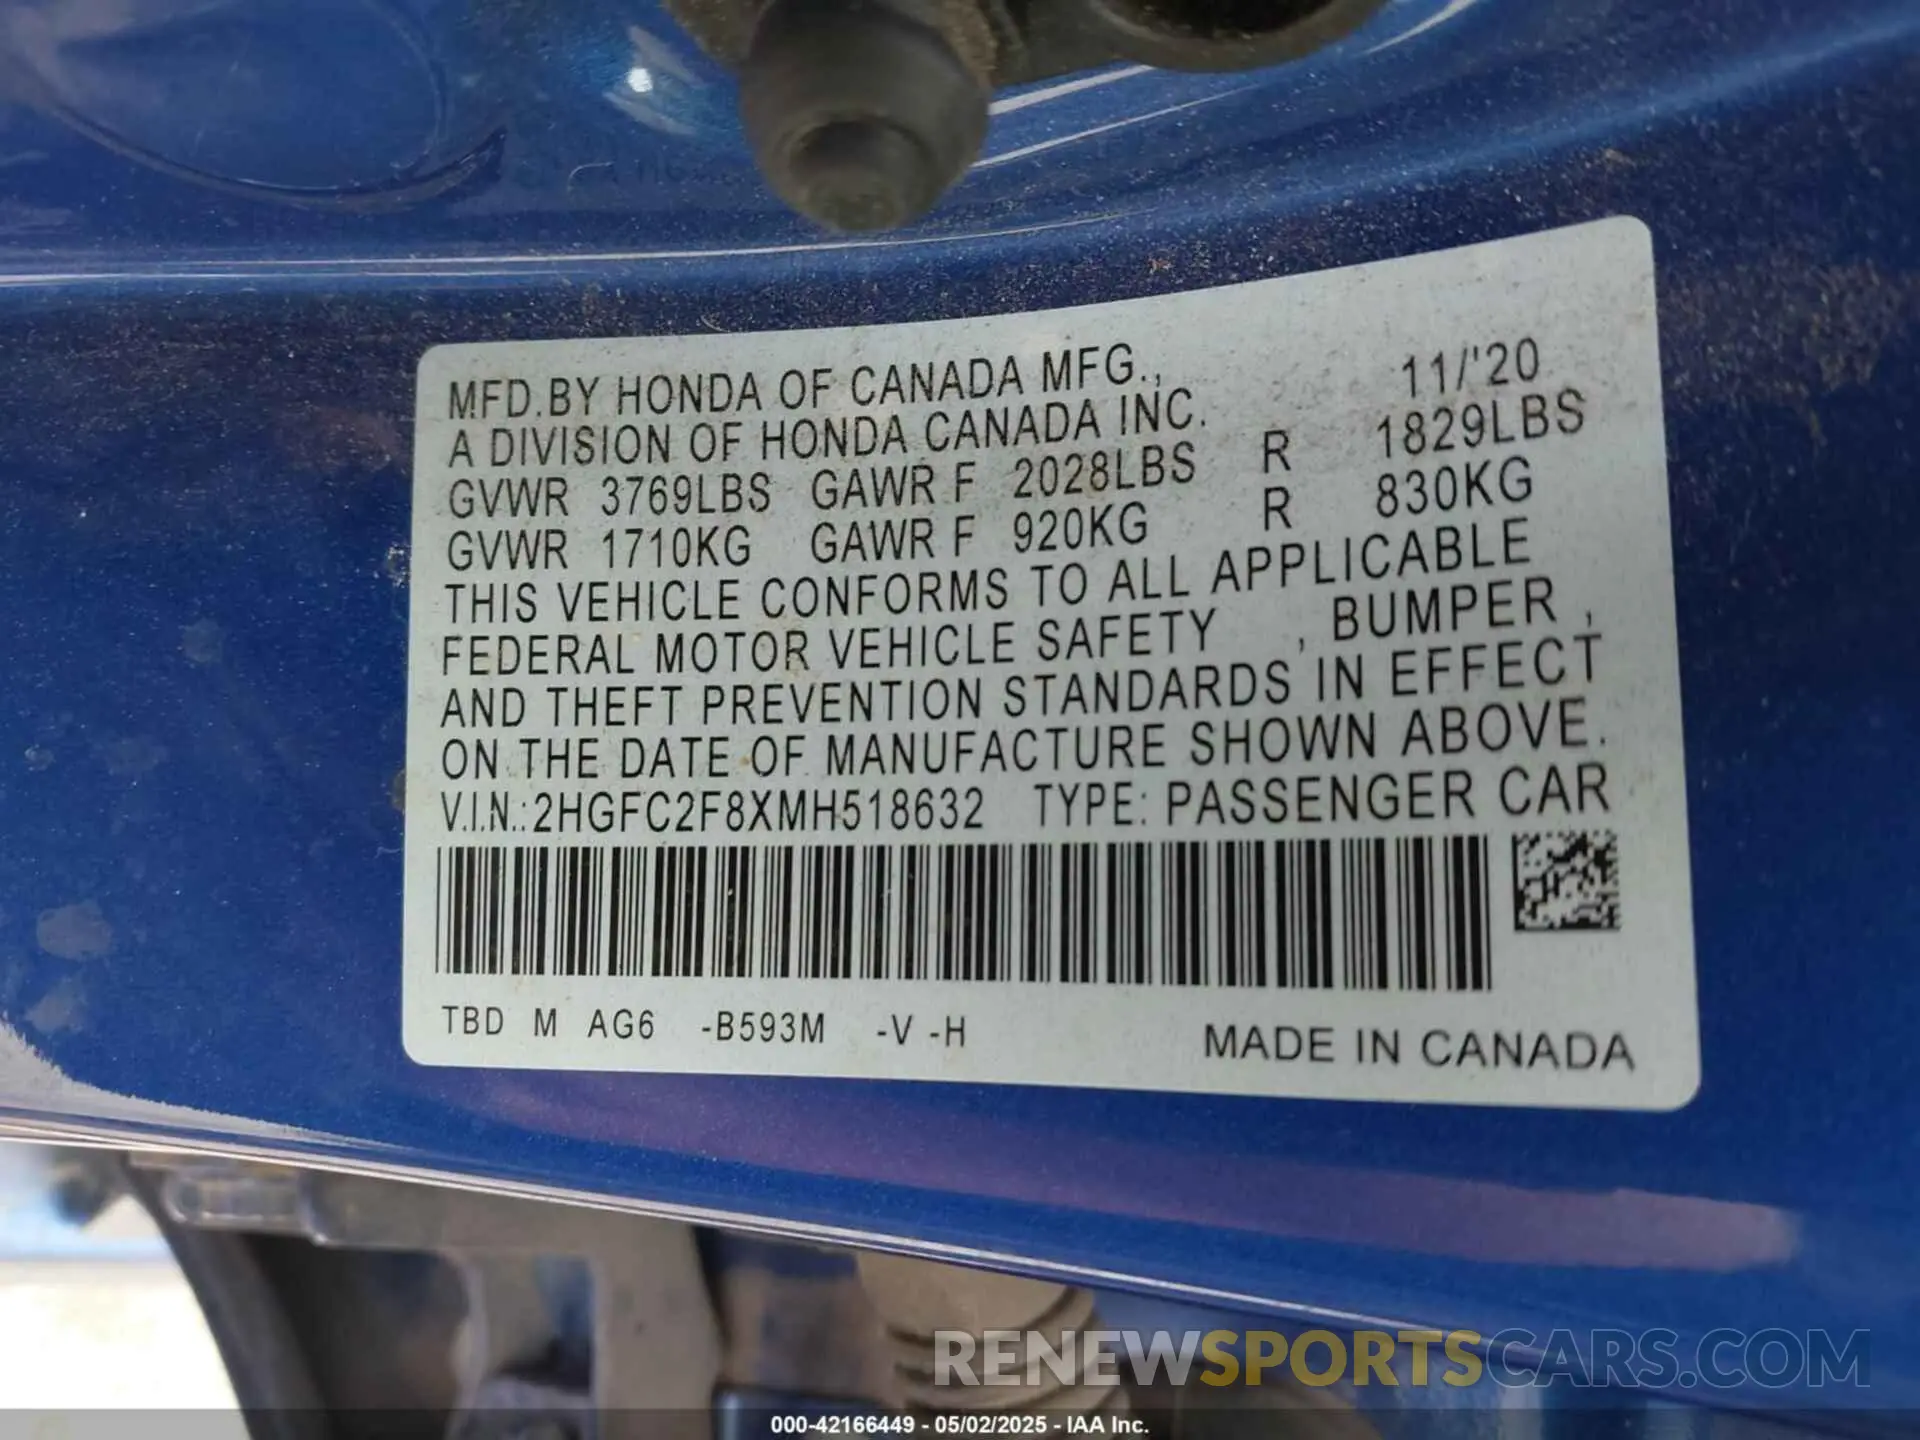 MFD.BY HONDA OF CANADA MFG., 11/'20
A DIVISION OF HONDA CANADA INC.
GVWR 3769LBS GAWR F 2028LBS R 1829LBS
GVWR 1710KG GAWR F 920KG R 830KG
THIS VEHICLE CONFORMS TO ALL APPLICABLE
FEDERAL MOTOR VEHICLE SAFETY , BUMPER ,
AND THEFT PREVENTION STANDARDS IN EFFECT
ON THE DATE OF MANUFACTURE SHOWN ABOVE.
V.I.N.:2HGFC2F8XMH518632 TYPE: PASSENGER CAR
TBD M AG6 -B593M -V -H MADE IN CANADA
RENEWSPORTSCARS.COM
000-42166449 - 05/02/2025 - IAA Inc.